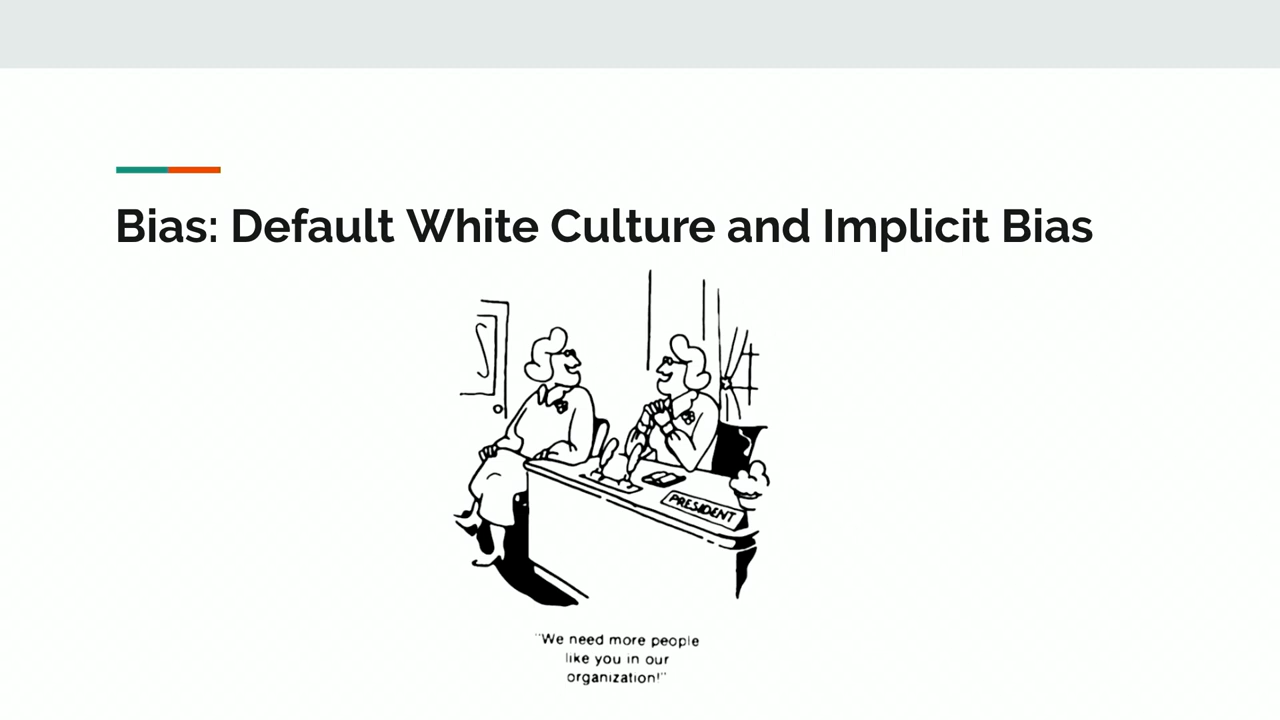 Bias: Default White Culture and Implicit Bias
PRESIDENT
"We need more people
like you in our
organization!"